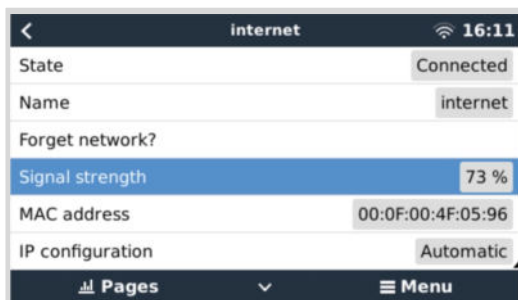 internet 16:11
State Connected
Name internet
Forget network?
Signal strength 73 %
MAC address 00:0F:00:4F:05:96
IP configuration Automatic
Pages Menu